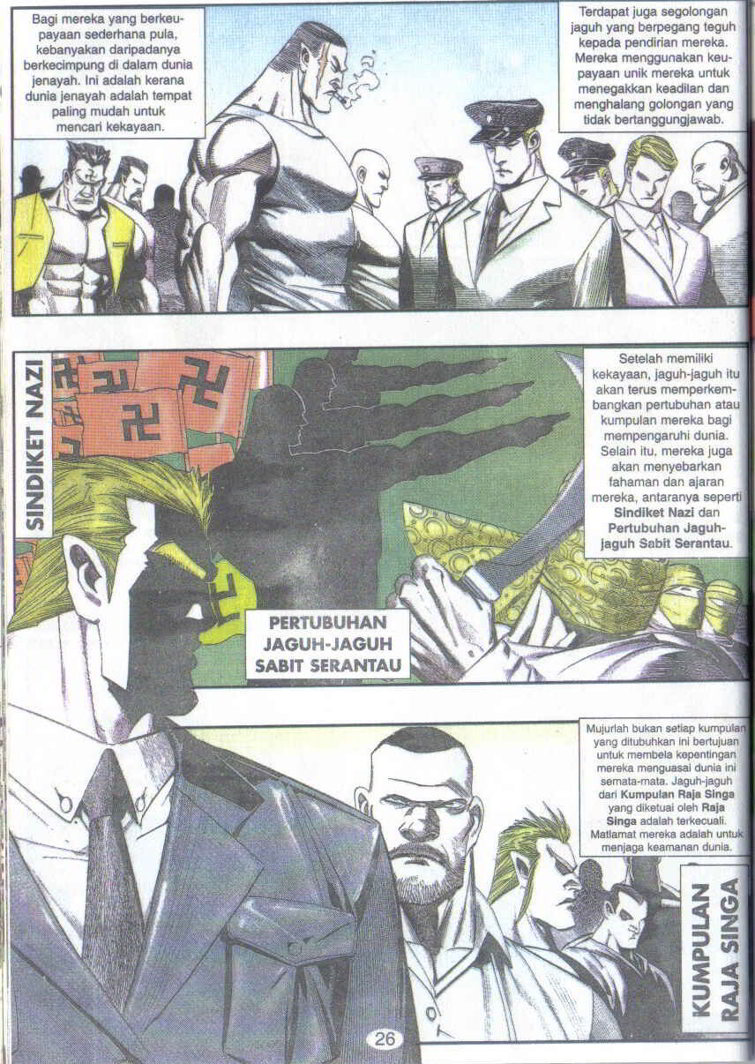 Bagi mereka yang berkeu-
payaan sederhana pula,
kebanyakan daripadanya
berkecimpung di dalam dunia
jenayah. Ini adalah kerana
dunia jenayah adalah tempat
paling mudah untuk
mencari kekayaan.
Terdapat juga segolongan
jaguh yang berpegang teguh
kepada pendirian mereka.
Mereka menggunakan keu-
payaan unik mereka untuk
menegakkan keadilan dan
menghalang golongan yang
tidak bertanggungjawab.
SINDIKET NAZI
Setelah memiliki
kekayaan, jaguh-jaguh itu
akan terus memperkem-
bangkan pertubuhan atau
kumpulan mereka bagi
mempengaruhi dunia.
Selain itu, mereka juga
akan menyebarkan
fahaman dan ajaran
mereka, antaranya seperti
Sindiket Nazi dan
Pertubuhan Jaguh-
jaguh Sabit Serantau.
PERTUBUHAN
JAGUH-JAGUH
SABIT SERANTAU
Mujurlah bukan setiap kumpulan
yang ditubuhkan ini bertujuan
untuk membela kepentingan
mereka menguasai dunia ini
semata-mata. Jaguh-jaguh
dari Kumpulan Raja Singa
yang diketuai oleh Raja
Singa adalah terkecuali.
Matlamat mereka adalah untuk
menjaga keamanan dunia.
KUMPULAN
RAJA SINGA
26